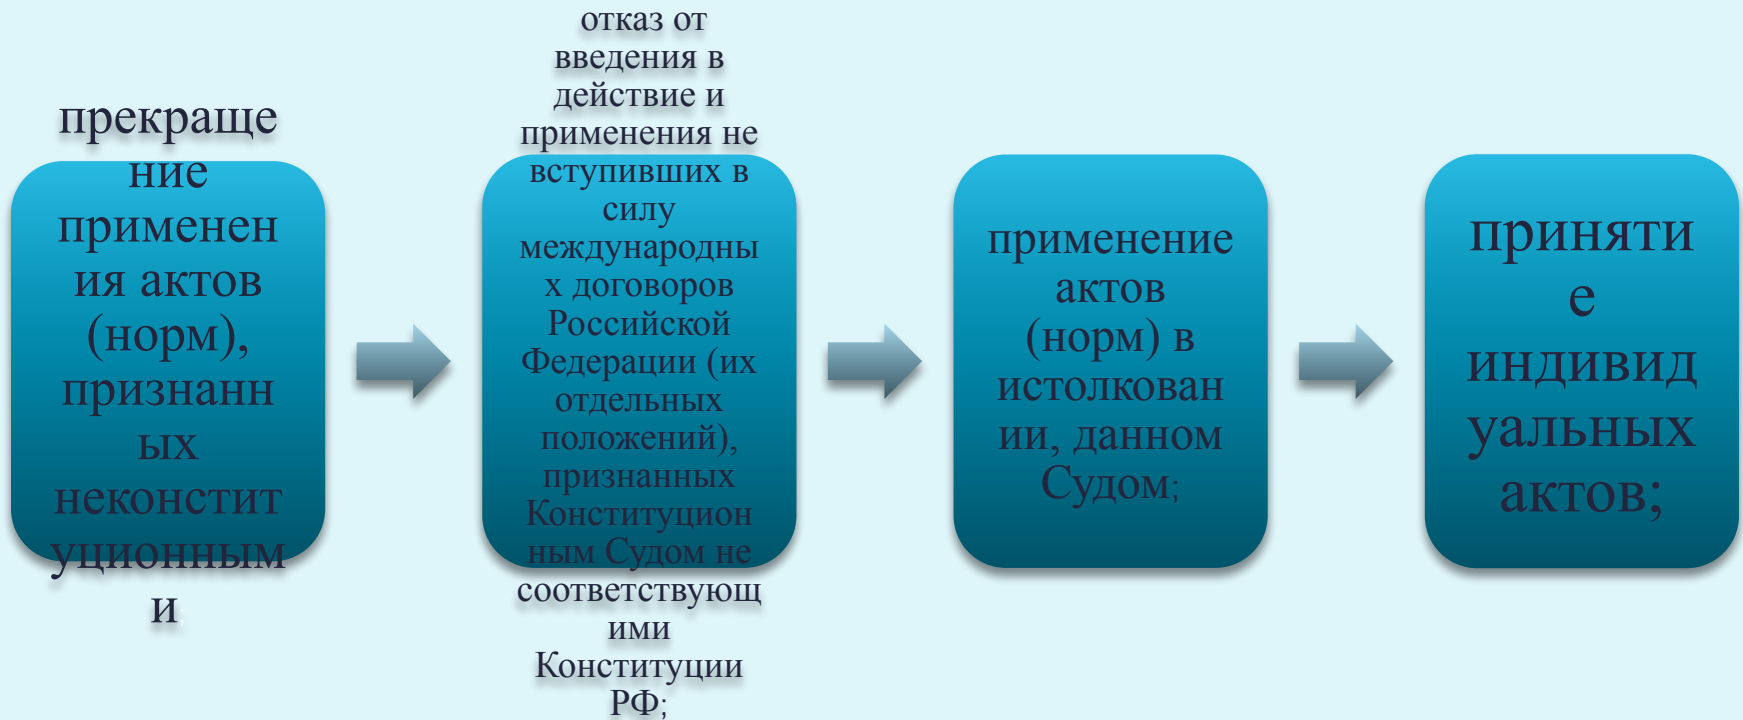 прекраще
ние
применен
ия актов
(норм),
признанн
ых
неконстит
уционным
и;
отказ от
введения в
действие и
применения не
вступивших в
силу
международны
х договоров
Российской
Федерации (их
отдельных
положений),
признанных
Конституцион
ным Судом не
соответствующ
ими
Конституции
РФ;
применение
актов
(норм) в
истолкован
ии, данном
Судом;
приняти
е
индивид
уальных
актов;